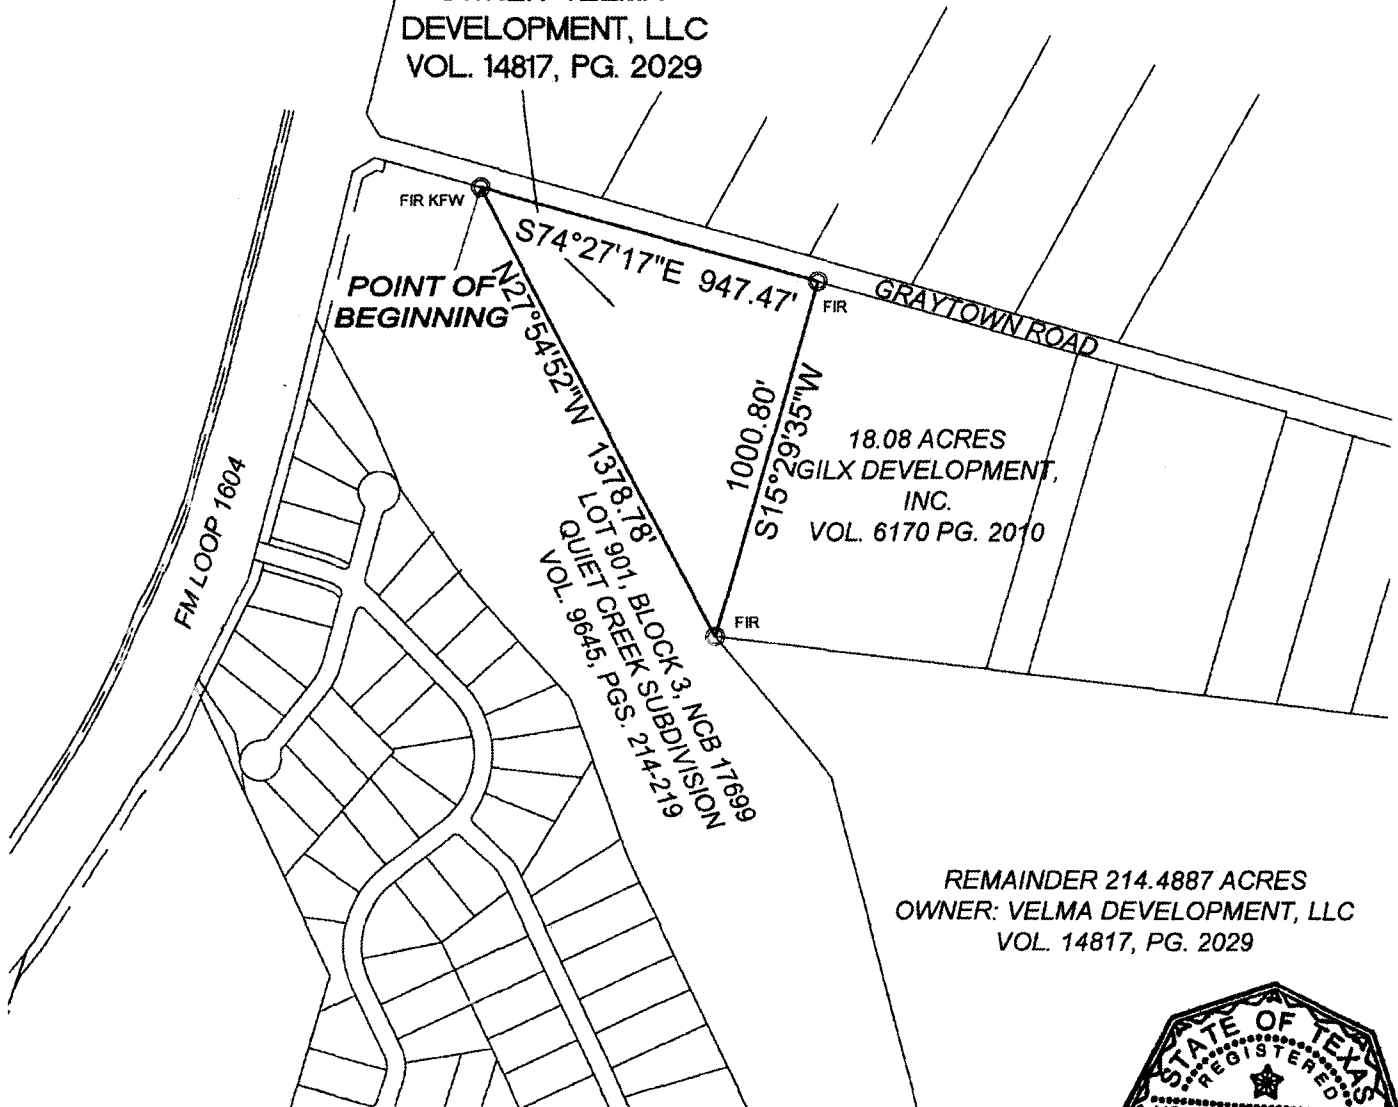 DEVELOPMENT, LLC
VOL. 14817, PG. 2029
FIR KFW
S74°27'17"E 947.47'
POINT OF
BEGINNING
N27°54'52"W 1378.78'
FIR
GRAYTOWN ROAD
1000.80'
S15°29'35"W
18.08 ACRES
GILX DEVELOPMENT,
INC.
VOL. 6170 PG. 2010
FM LOOP 1604
FIR
LOT 901, BLOCK 3, NCB 17699
QUIET CREEK SUBDIVISION
VOL. 9645, PGS. 214-219
REMAINDER 214.4887 ACRES
OWNER: VELMA DEVELOPMENT, LLC
VOL. 14817, PG. 2029
STATE OF TEXAS
REGISTERED